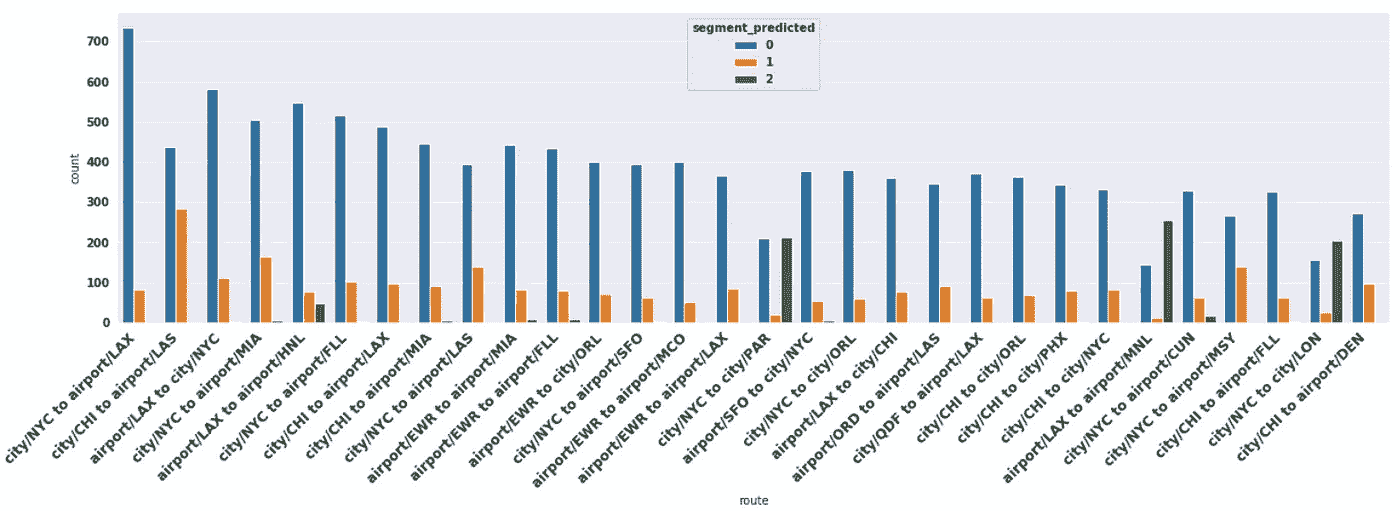 segment_predicted
0
1
2
700
600
500
400
300
200
100
0
count
city/NYC to airport/LAX
city/CHI to airport/LAS
airport/LAX to city/NYC
city/NYC to airport/MIA
airport/LAX to airport/HNL
city/NYC to airport/FLL
city/CHI to airport/LAX
city/CHI to airport/MIA
city/NYC to airport/LAS
airport/EWR to airport/MIA
airport/EWR to airport/FLL
airport/EWR to city/ORL
city/NYC to airport/SFO
airport/EWR to airport/MCO
airport/EWR to airport/LAX
city/NYC to city/PAR
airport/SFO to city/NYC
city/NYC to city/ORL
airport/LAX to city/CHI
airport/ORD to airport/LAS
city/QDF to airport/LAX
city/CHI to city/ORL
city/CHI to city/PHX
city/CHI to city/NYC
airport/LAX to airport/MNL
city/NYC to airport/CUN
city/NYC to airport/MSY
city/CHI to airport/FLL
city/NYC to city/LON
city/CHI to airport/DEN
route